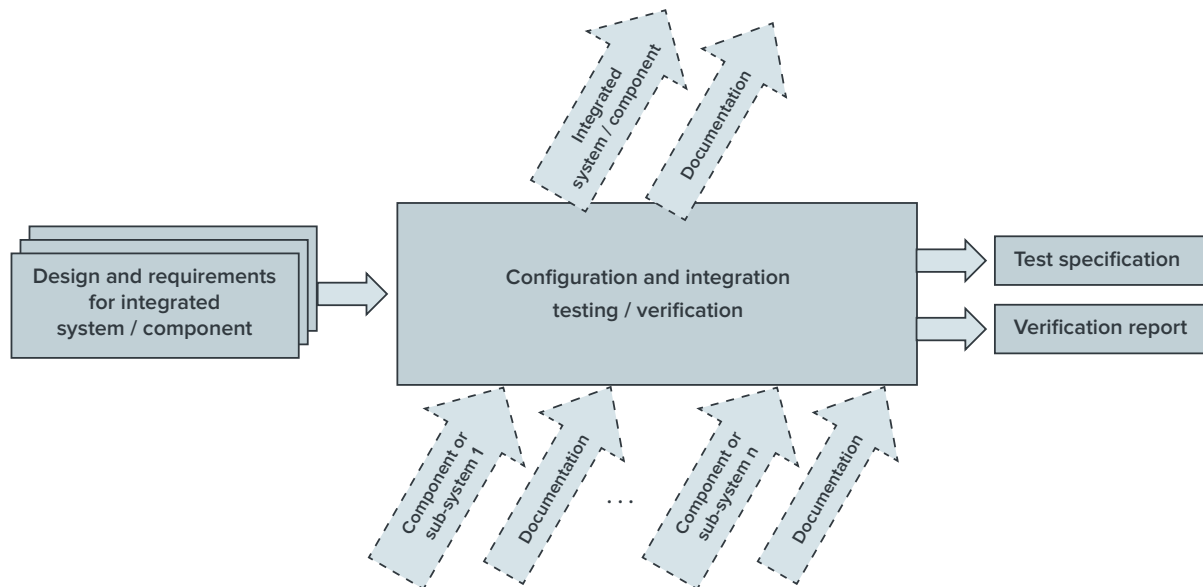 Integrated
system / component
Documentation
Design and requirements
for integrated
system / component
Configuration and integration
testing / verification
Test specification
Verification report
Component or
sub-system 1
Documentation
...
Component or
sub-system n
Documentation